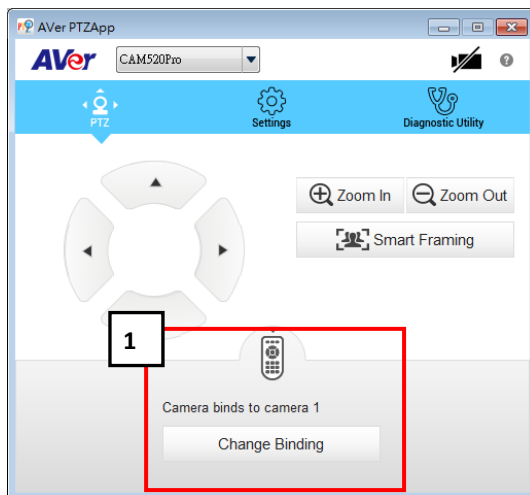 AVer PTZApp
AVer CAM520Pro
PTZ Settings Diagnostic Utility
Zoom In Zoom Out
Smart Framing
1
Camera binds to camera 1
Change Binding